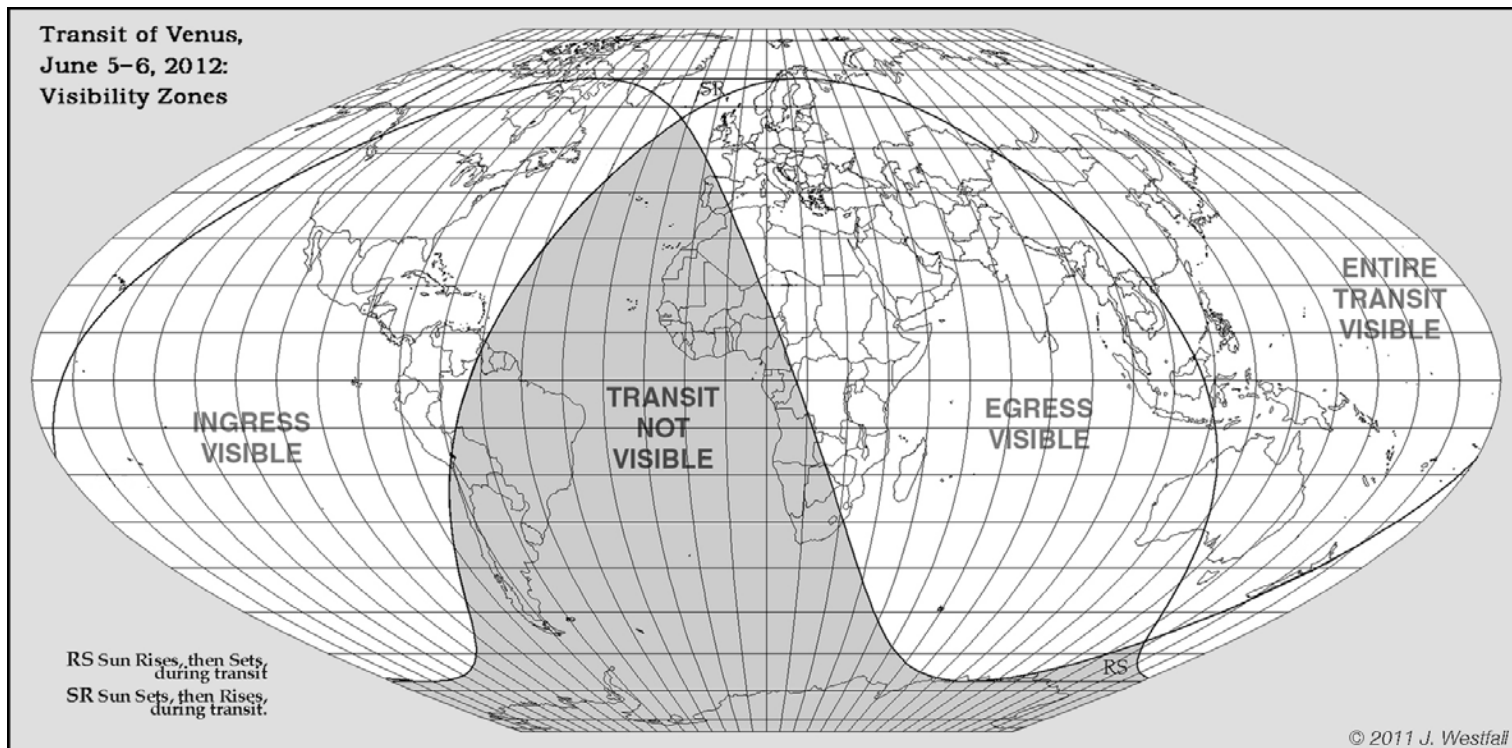 Transit of Venus,
June 5–6, 2012:
Visibility Zones
SR
ENTIRE
TRANSIT
VISIBLE
INGRESS
VISIBLE
TRANSIT
NOT
VISIBLE
EGRESS
VISIBLE
RS
RS Sun Rises, then Sets,
during transit
SR Sun Sets, then Rises,
during transit.
© 2011 J. Westfall